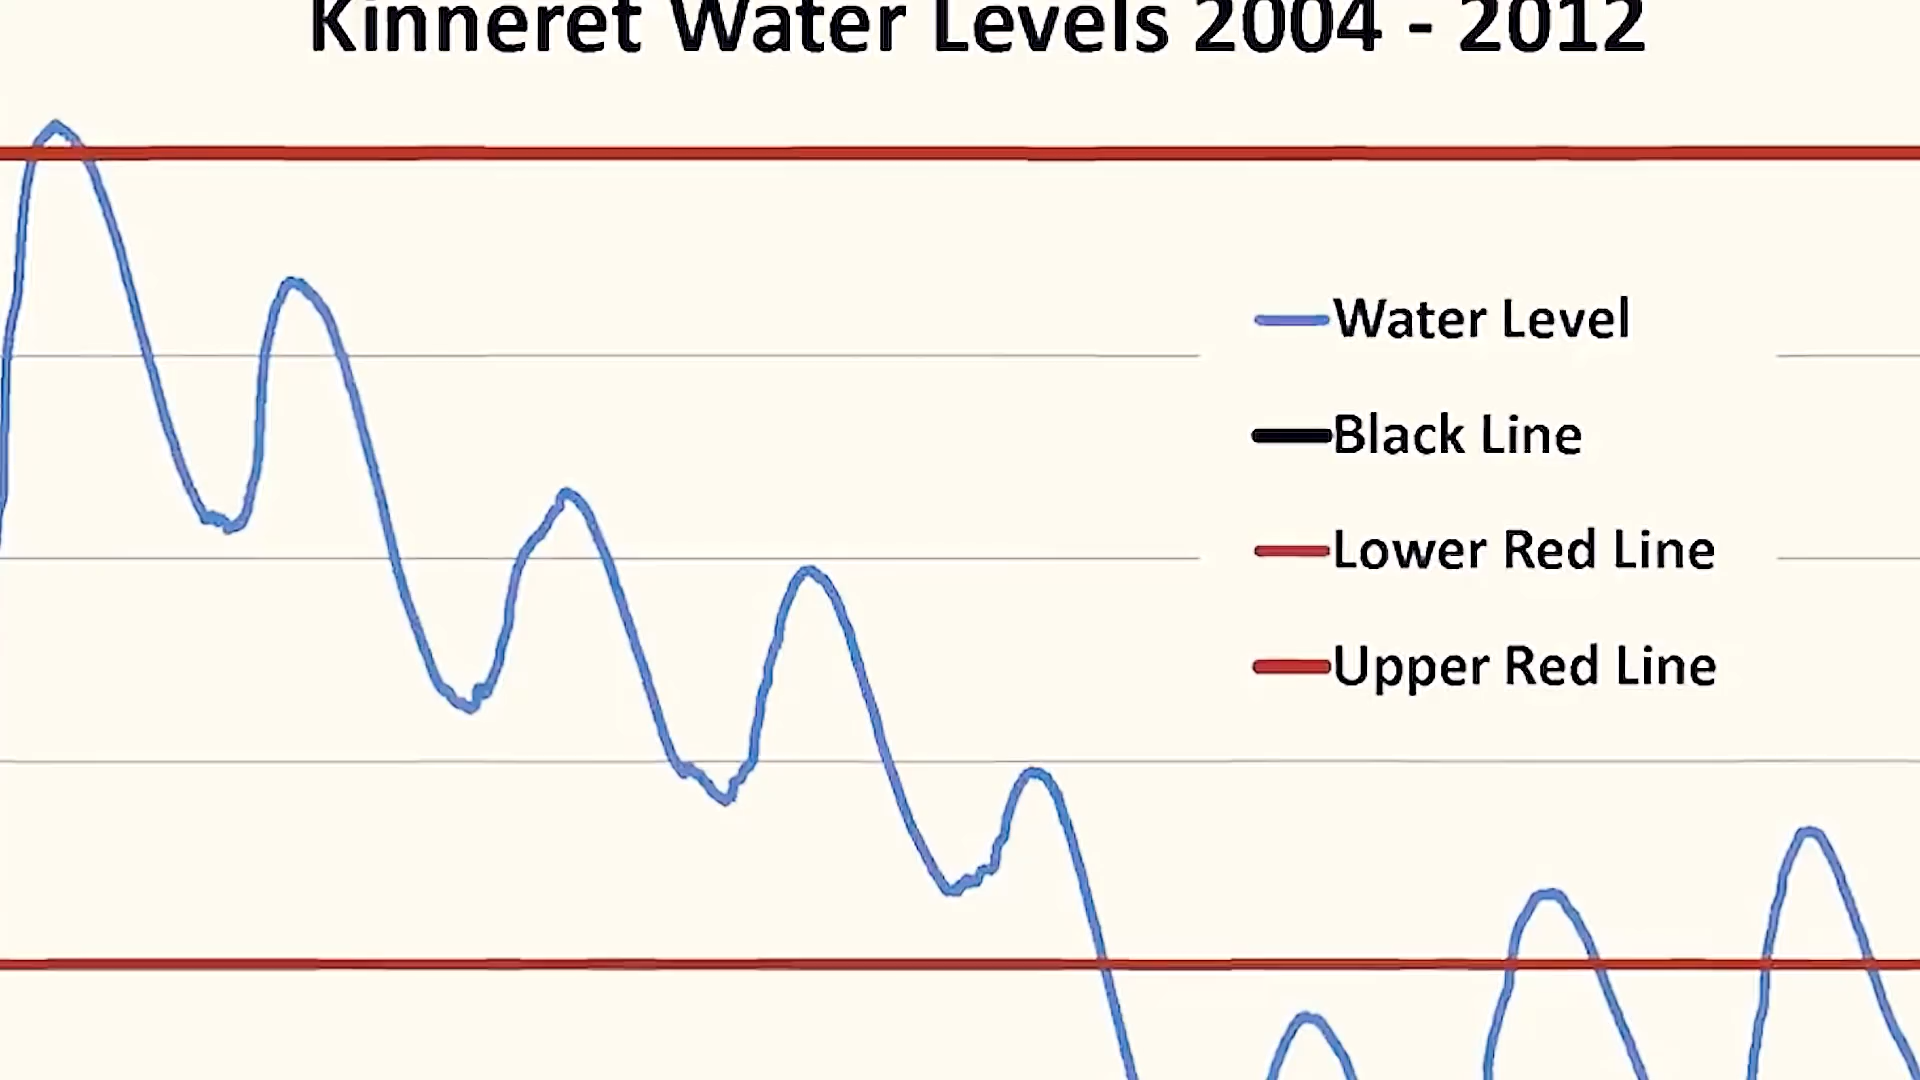 Kinneret Water Levels 2004 - 2012
Water Level
Black Line
Lower Red Line
Upper Red Line